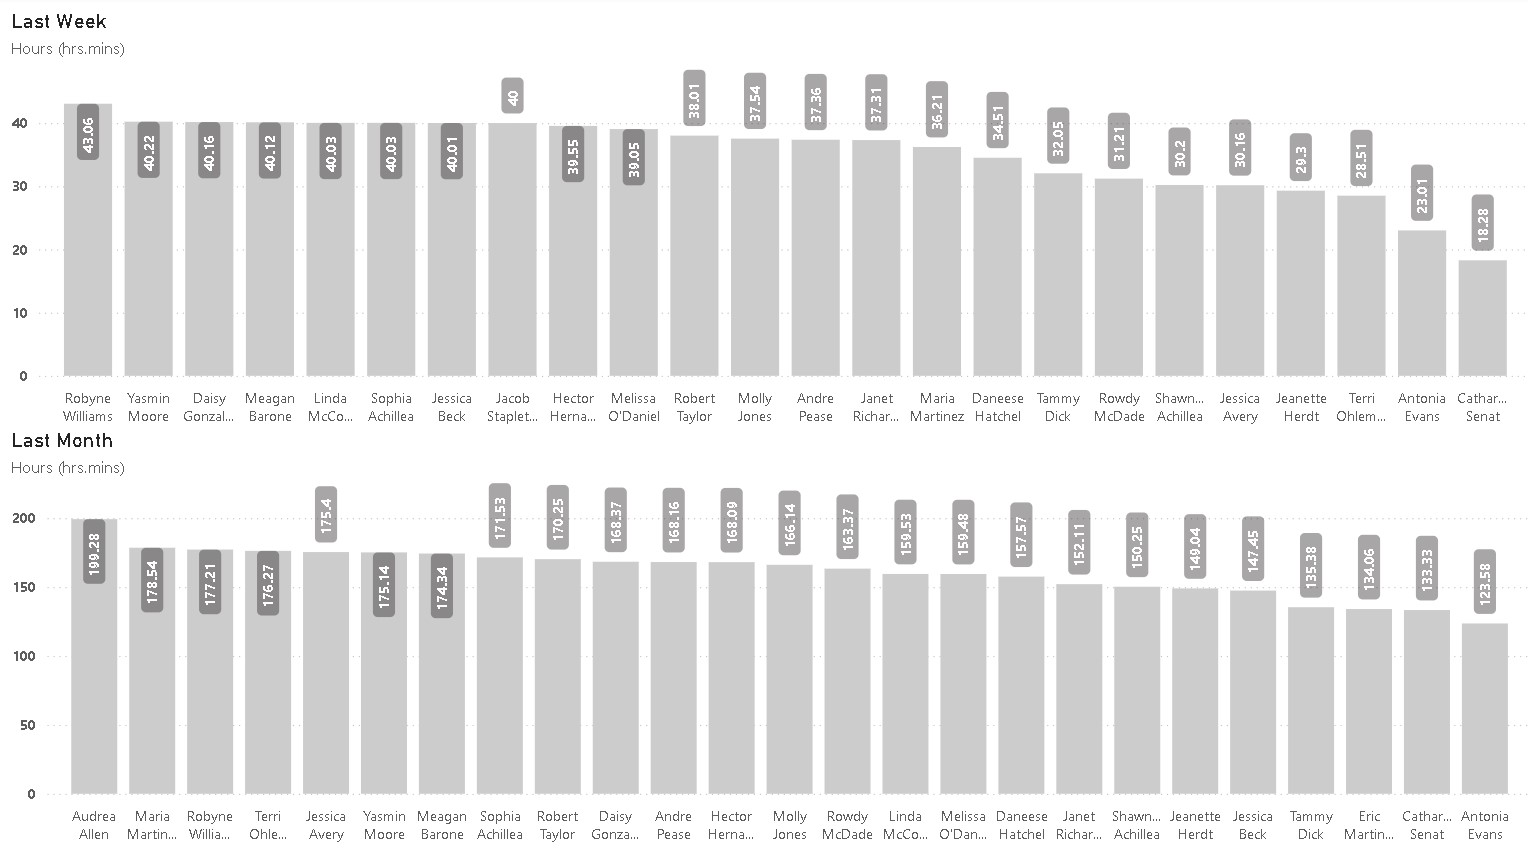 Last Week
Hours (hrs.mins)
43.06 40.22 40.16 40.12 40.03 40.03 40.01 40 39.55 39.05 38.01 37.54 37.36 37.31 36.21 34.51 32.05 31.21 30.2 30.16 29.3 28.51 23.01 18.28
40
30
20
10
0
Robyne Yasmin Daisy Meagan Linda Sophia Jessica Jacob Hector Melissa Robert Molly Andre Janet Maria Daneese Tammy Rowdy Shawn... Jessica Jeanette Terri Antonia Cathar...
Williams Moore Gonzal... Barone McCo... Achillea Beck Staplet... Herna... O'Daniel Taylor Jones Pease Richar... Martinez Hatchel Dick McDade Achillea Avery Herdt Ohlem... Evans Senat
Last Month
Hours (hrs.mins)
199.28 178.54 177.21 176.27 175.4 175.14 174.34 171.53 170.25 168.37 168.16 168.09 166.14 163.37 159.53 159.48 157.57 152.11 150.25 149.04 147.45 135.38 134.06 133.33 123.58
200
150
100
50
0
Audrea Maria Robyne Terri Jessica Yasmin Meagan Sophia Robert Daisy Andre Hector Molly Rowdy Linda Melissa Daneese Janet Shawn... Jeanette Jessica Tammy Eric Cathar... Antonia
Allen Martin... Willia... Ohle... Avery Moore Barone Achillea Taylor Gonza... Pease Herna... Jones McDade McCo... O'Dan... Hatchel Richar... Achillea Herdt Beck Dick Martin... Senat Evans